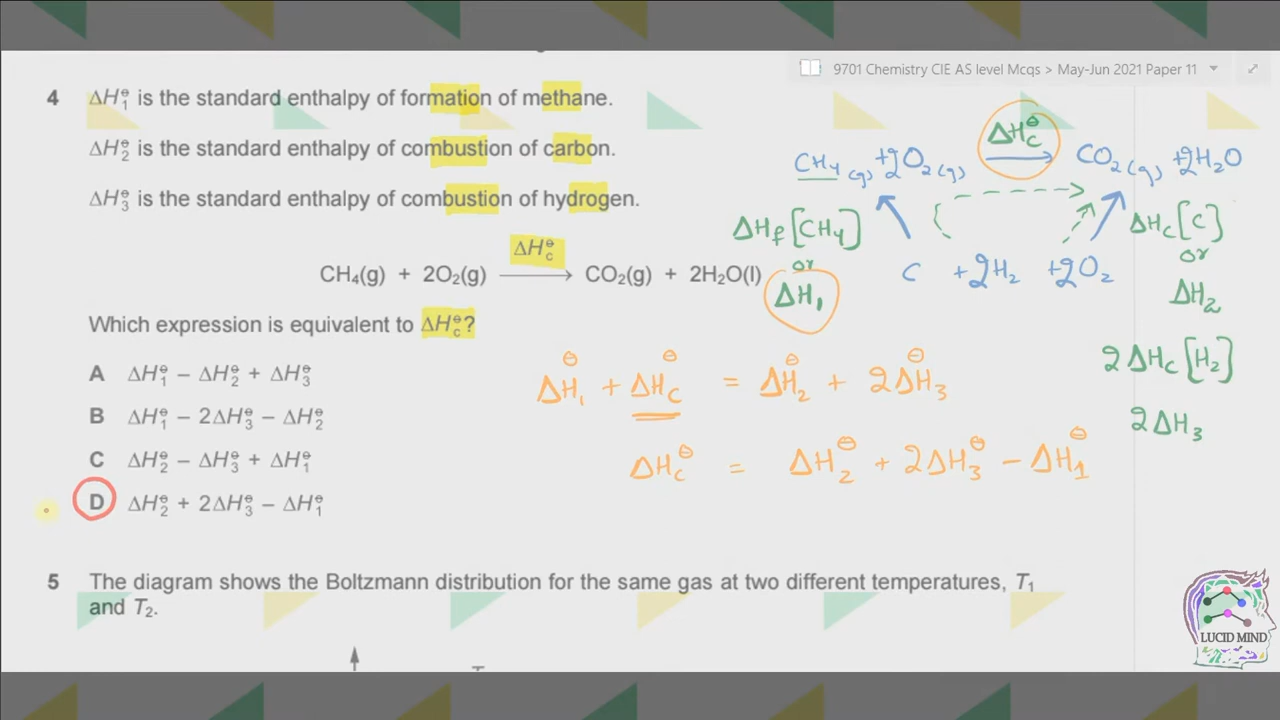 9701 Chemistry CIE AS level Mcqs > May-Jun 2021 Paper 11
4 ΔH₁⦵ is the standard enthalpy of formation of methane.
ΔH₂⦵ is the standard enthalpy of combustion of carbon.
ΔH₃⦵ is the standard enthalpy of combustion of hydrogen.
ΔHc⦵
CH₄(g) + 2O₂(g) ⟶ CO₂(g) + 2H₂O(l)
Which expression is equivalent to ΔHc⦵?
A ΔH₁⦵ − ΔH₂⦵ + ΔH₃⦵
B ΔH₁⦵ − 2ΔH₃⦵ − ΔH₂⦵
C ΔH₂⦵ − ΔH₃⦵ + ΔH₁⦵
D ΔH₂⦵ + 2ΔH₃⦵ − ΔH₁⦵
ΔHc⦵
CH₄(g) + 2O₂(g) → CO₂(g) + 2H₂O
ΔHf[CH₄]
or
ΔH₁
C + 2H₂ + 2O₂
ΔHc[C]
or
ΔH₂
2ΔHc[H₂]
2ΔH₃
ΔH₁⦵ + ΔHc⦵ = ΔH₂⦵ + 2ΔH₃⦵
ΔHc⦵ = ΔH₂⦵ + 2ΔH₃⦵ − ΔH₁⦵
5 The diagram shows the Boltzmann distribution for the same gas at two different temperatures, T₁
and T₂.
LUCID MIND